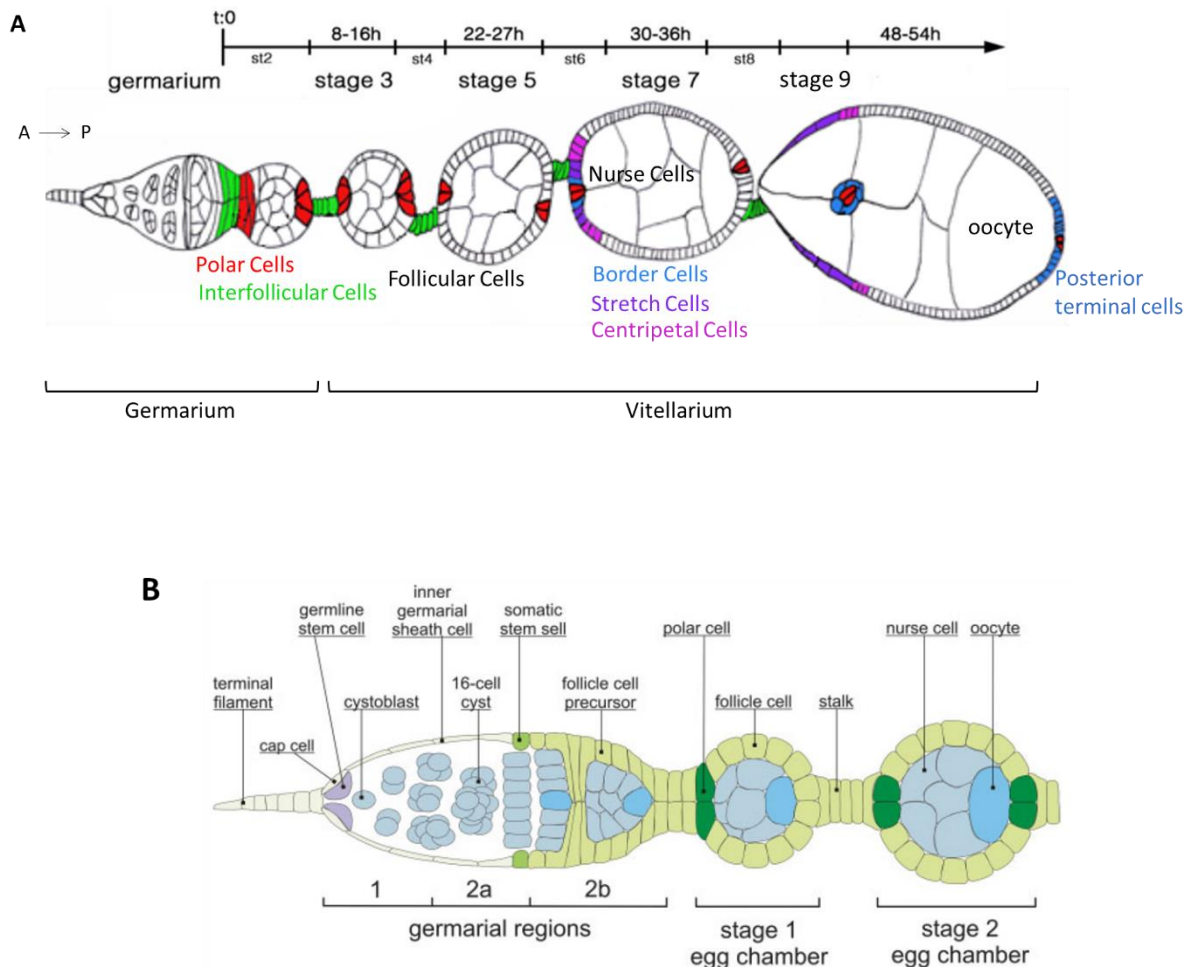 A
t:0
8-16h
22-27h
30-36h
48-54h
st2
st4
st6
st8
germarium
stage 3
stage 5
stage 7
stage 9
A → P
Nurse Cells
oocyte
Polar Cells
Interfollicular Cells
Follicular Cells
Border Cells
Stretch Cells
Centripetal Cells
Posterior
terminal cells
Germarium
Vitellarium
B
germline
stem cell
inner
germarial
sheath cell
somatic
stem sell
polar cell
nurse cell
oocyte
terminal
filament
cystoblast
16-cell
cyst
follicle cell
precursor
follicle cell
stalk
cap cell
1
2a
2b
germarial regions
stage 1
egg chamber
stage 2
egg chamber